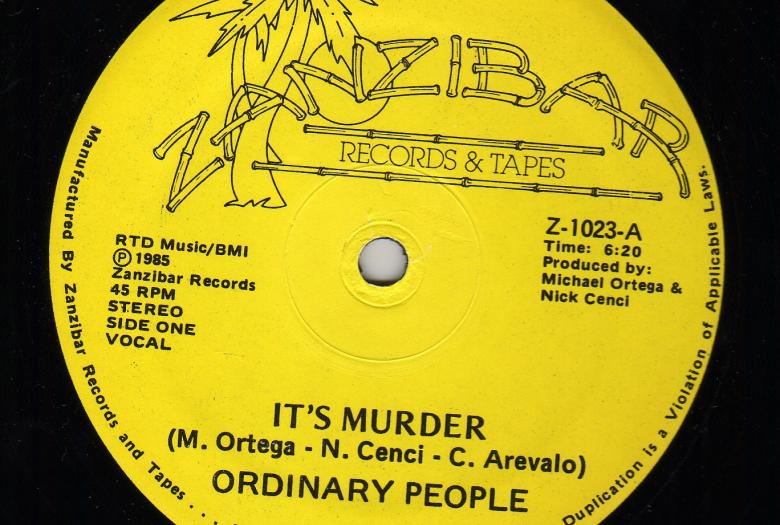 ZANZIBAR
RECORDS & TAPES
RTD Music/BMI
℗ 1985
Zanzibar Records
45 RPM
STEREO
SIDE ONE
VOCAL
Z-1023-A
Time: 6:20
Produced by:
Michael Ortega &
Nick Cenci
IT'S MURDER
(M. Ortega - N. Cenci - C. Arevalo)
ORDINARY PEOPLE
Manufactured By Zanzibar Records and Tapes . . .
Duplication is a Violation of Applicable Laws.